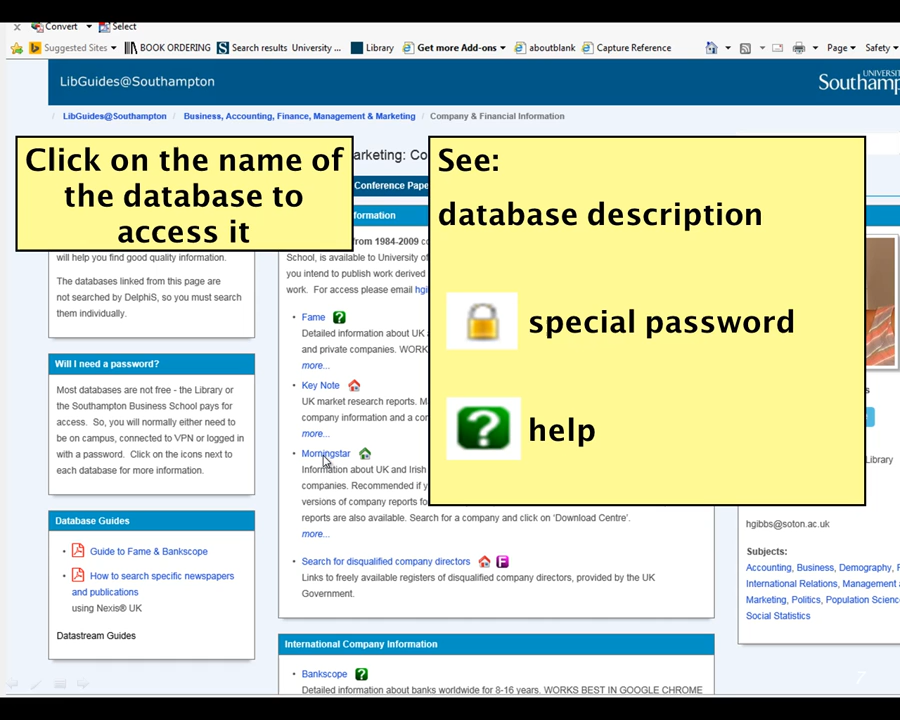 Convert Select
Suggested Sites BOOK ORDERING Search results University ... Library Get more Add-ons aboutblank Capture Reference Page Safety
LibGuides@Southampton
UNIVERSITY
Southamp
/ LibGuides@Southampton / Business, Accounting, Finance, Management & Marketing / Company & Financial Information
Click on the name of
the database to
access it
arketing: Co
Conference Pape
formation
from 1984-2009 co
School, is available to University of
you intend to publish work derived
work. For access please email hgi
See:
database description
special password
help
will help you find good quality information.
The databases linked from this page are
not searched by DelphiS, so you must search
them individually.
Will I need a password?
Most databases are not free - the Library or
the Southampton Business School pays for
access. So, you will normally either need to
be on campus, connected to VPN or logged in
with a password. Click on the icons next to
each database for more information.
Database Guides
Guide to Fame & Bankscope
How to search specific newspapers
and publications
using Nexis® UK
Datastream Guides
Fame
Detailed information about UK
and private companies. WORK
more...
Key Note
UK market research reports. M
company information and a co
more...
Morningstar
Information about UK and Irish
companies. Recommended if y
versions of company reports fo
reports are also available. Search for a company and click on 'Download Centre'.
more...
Search for disqualified company directors
Links to freely available registers of disqualified company directors, provided by the UK
Government.
International Company Information
Bankscope
Detailed information about banks worldwide for 8-16 years. WORKS BEST IN GOOGLE CHROME
Library
hgibbs@soton.ac.uk
Subjects:
Accounting, Business, Demography, F
International Relations, Management
Marketing, Politics, Population Scienc
Social Statistics
7